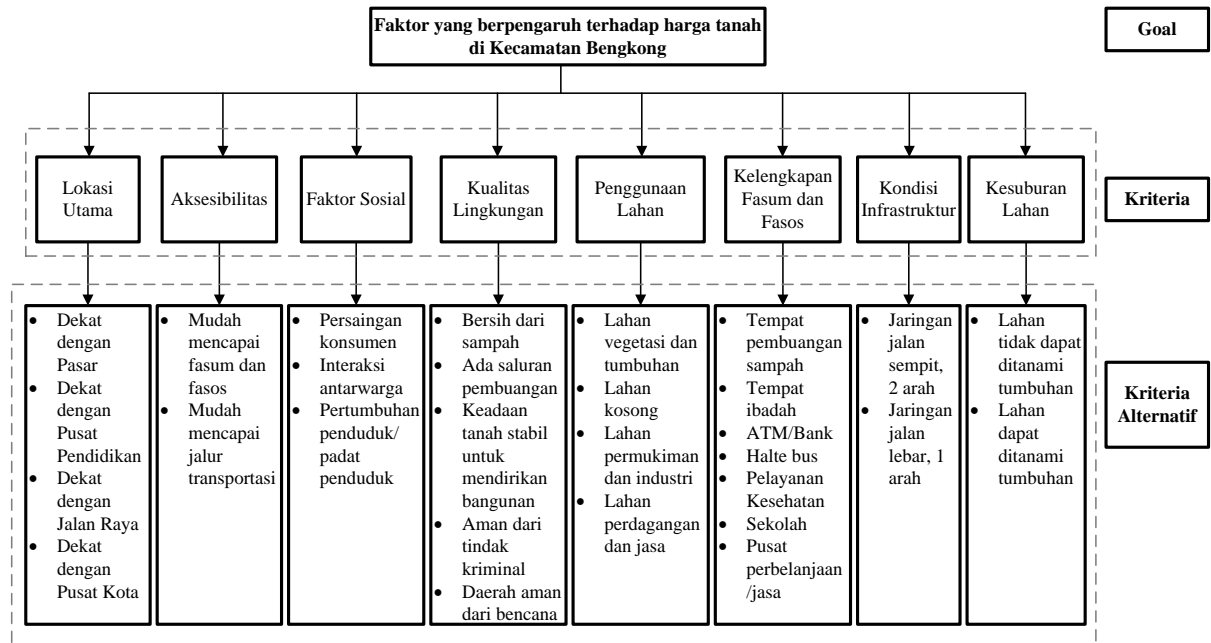 Faktor yang berpengaruh terhadap harga tanah
di Kecamatan Bengkong
Goal
Lokasi
Utama
Aksesibilitas
Faktor Sosial
Kualitas
Lingkungan
Penggunaan
Lahan
Kelengkapan
Fasum dan
Fasos
Kondisi
Infrastruktur
Kesuburan
Lahan
Kriteria
• Dekat
dengan
Pasar
• Dekat
dengan
Pusat
Pendidikan
• Dekat
dengan
Jalan Raya
• Dekat
dengan
Pusat Kota
• Mudah
mencapai
fasum dan
fasos
• Mudah
mencapai
jalur
transportasi
• Persaingan
konsumen
• Interaksi
antarwarga
• Pertumbuhan
penduduk/
padat
penduduk
• Bersih dari
sampah
• Ada saluran
pembuangan
• Keadaan
tanah stabil
untuk
mendirikan
bangunan
• Aman dari
tindak
kriminal
• Daerah aman
dari bencana
• Lahan
vegetasi dan
tumbuhan
• Lahan
kosong
• Lahan
permukiman
dan industri
• Lahan
perdagangan
dan jasa
• Tempat
pembuangan
sampah
• Tempat
ibadah
• ATM/Bank
• Halte bus
• Pelayanan
Kesehatan
• Sekolah
• Pusat
perbelanjaan
/jasa
• Jaringan
jalan
sempit,
2 arah
• Jaringan
jalan
lebar, 1
arah
• Lahan
tidak dapat
ditanami
tumbuhan
• Lahan
dapat
ditanami
tumbuhan
Kriteria
Alternatif